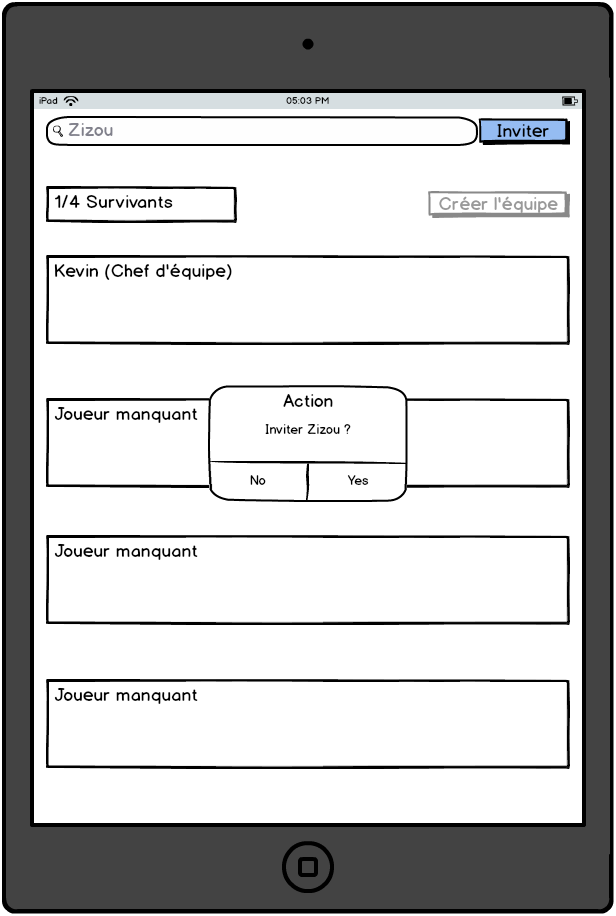 iPad 05:03 PM
Zizou Inviter
1/4 Survivants Créer l'équipe
Kevin (Chef d'équipe)
Joueur manquant
Action
Inviter Zizou ?
No Yes
Joueur manquant
Joueur manquant